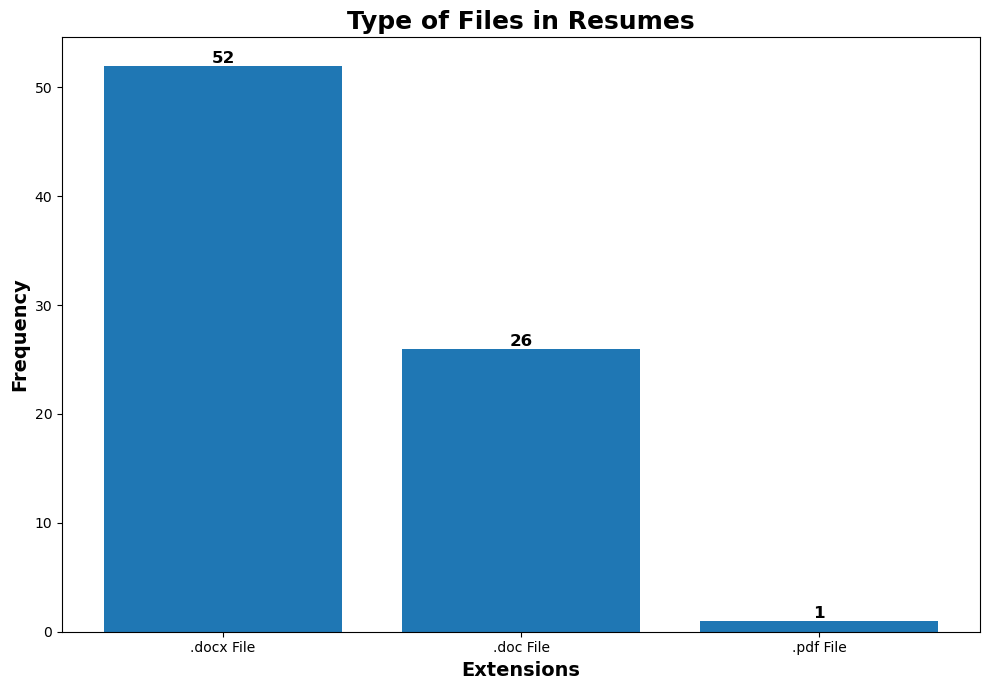 Type of Files in Resumes
52
50
40
30
26
20
10
1
0
Frequency
.docx File
.doc File
.pdf File
Extensions